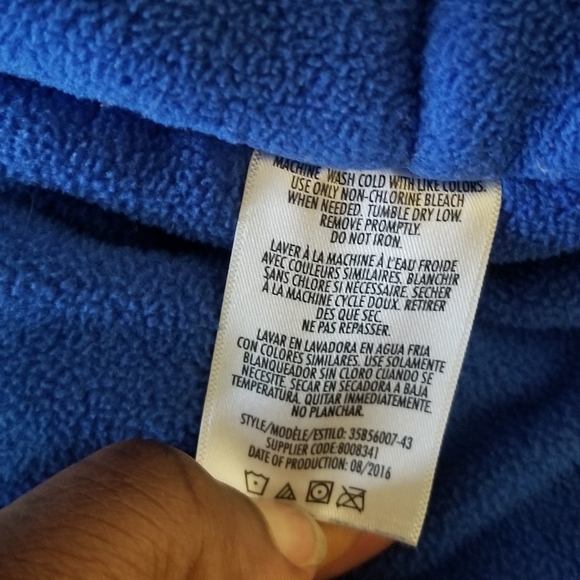 MACHINE WASH COLD WITH LIKE COLORS.
USE ONLY NON-CHLORINE BLEACH
WHEN NEEDED. TUMBLE DRY LOW.
REMOVE PROMPTLY.
DO NOT IRON.
LAVER À LA MACHINE À L'EAU FROIDE
AVEC COULEURS SIMILAIRES. BLANCHIR
SANS CHLORE SI NECESSAIRE. SECHER
À LA MACHINE CYCLE DOUX. RETIRER
DES QUE SEC.
NE PAS REPASSER.
LAVAR EN LAVADORA EN AGUA FRIA
CON COLORES SIMILARES. USE SOLAMENTE
BLANQUEADOR SIN CLORO CUANDO SE
NECESITE. SECAR EN SECADORA A BAJA
TEMPERATURA. QUITAR INMEDIATEMENTE.
NO PLANCHAR.
STYLE/MODÈLE/ESTILO: 35B56007-43
SUPPLIER CODE:8008341
DATE OF PRODUCTION: 08/2016